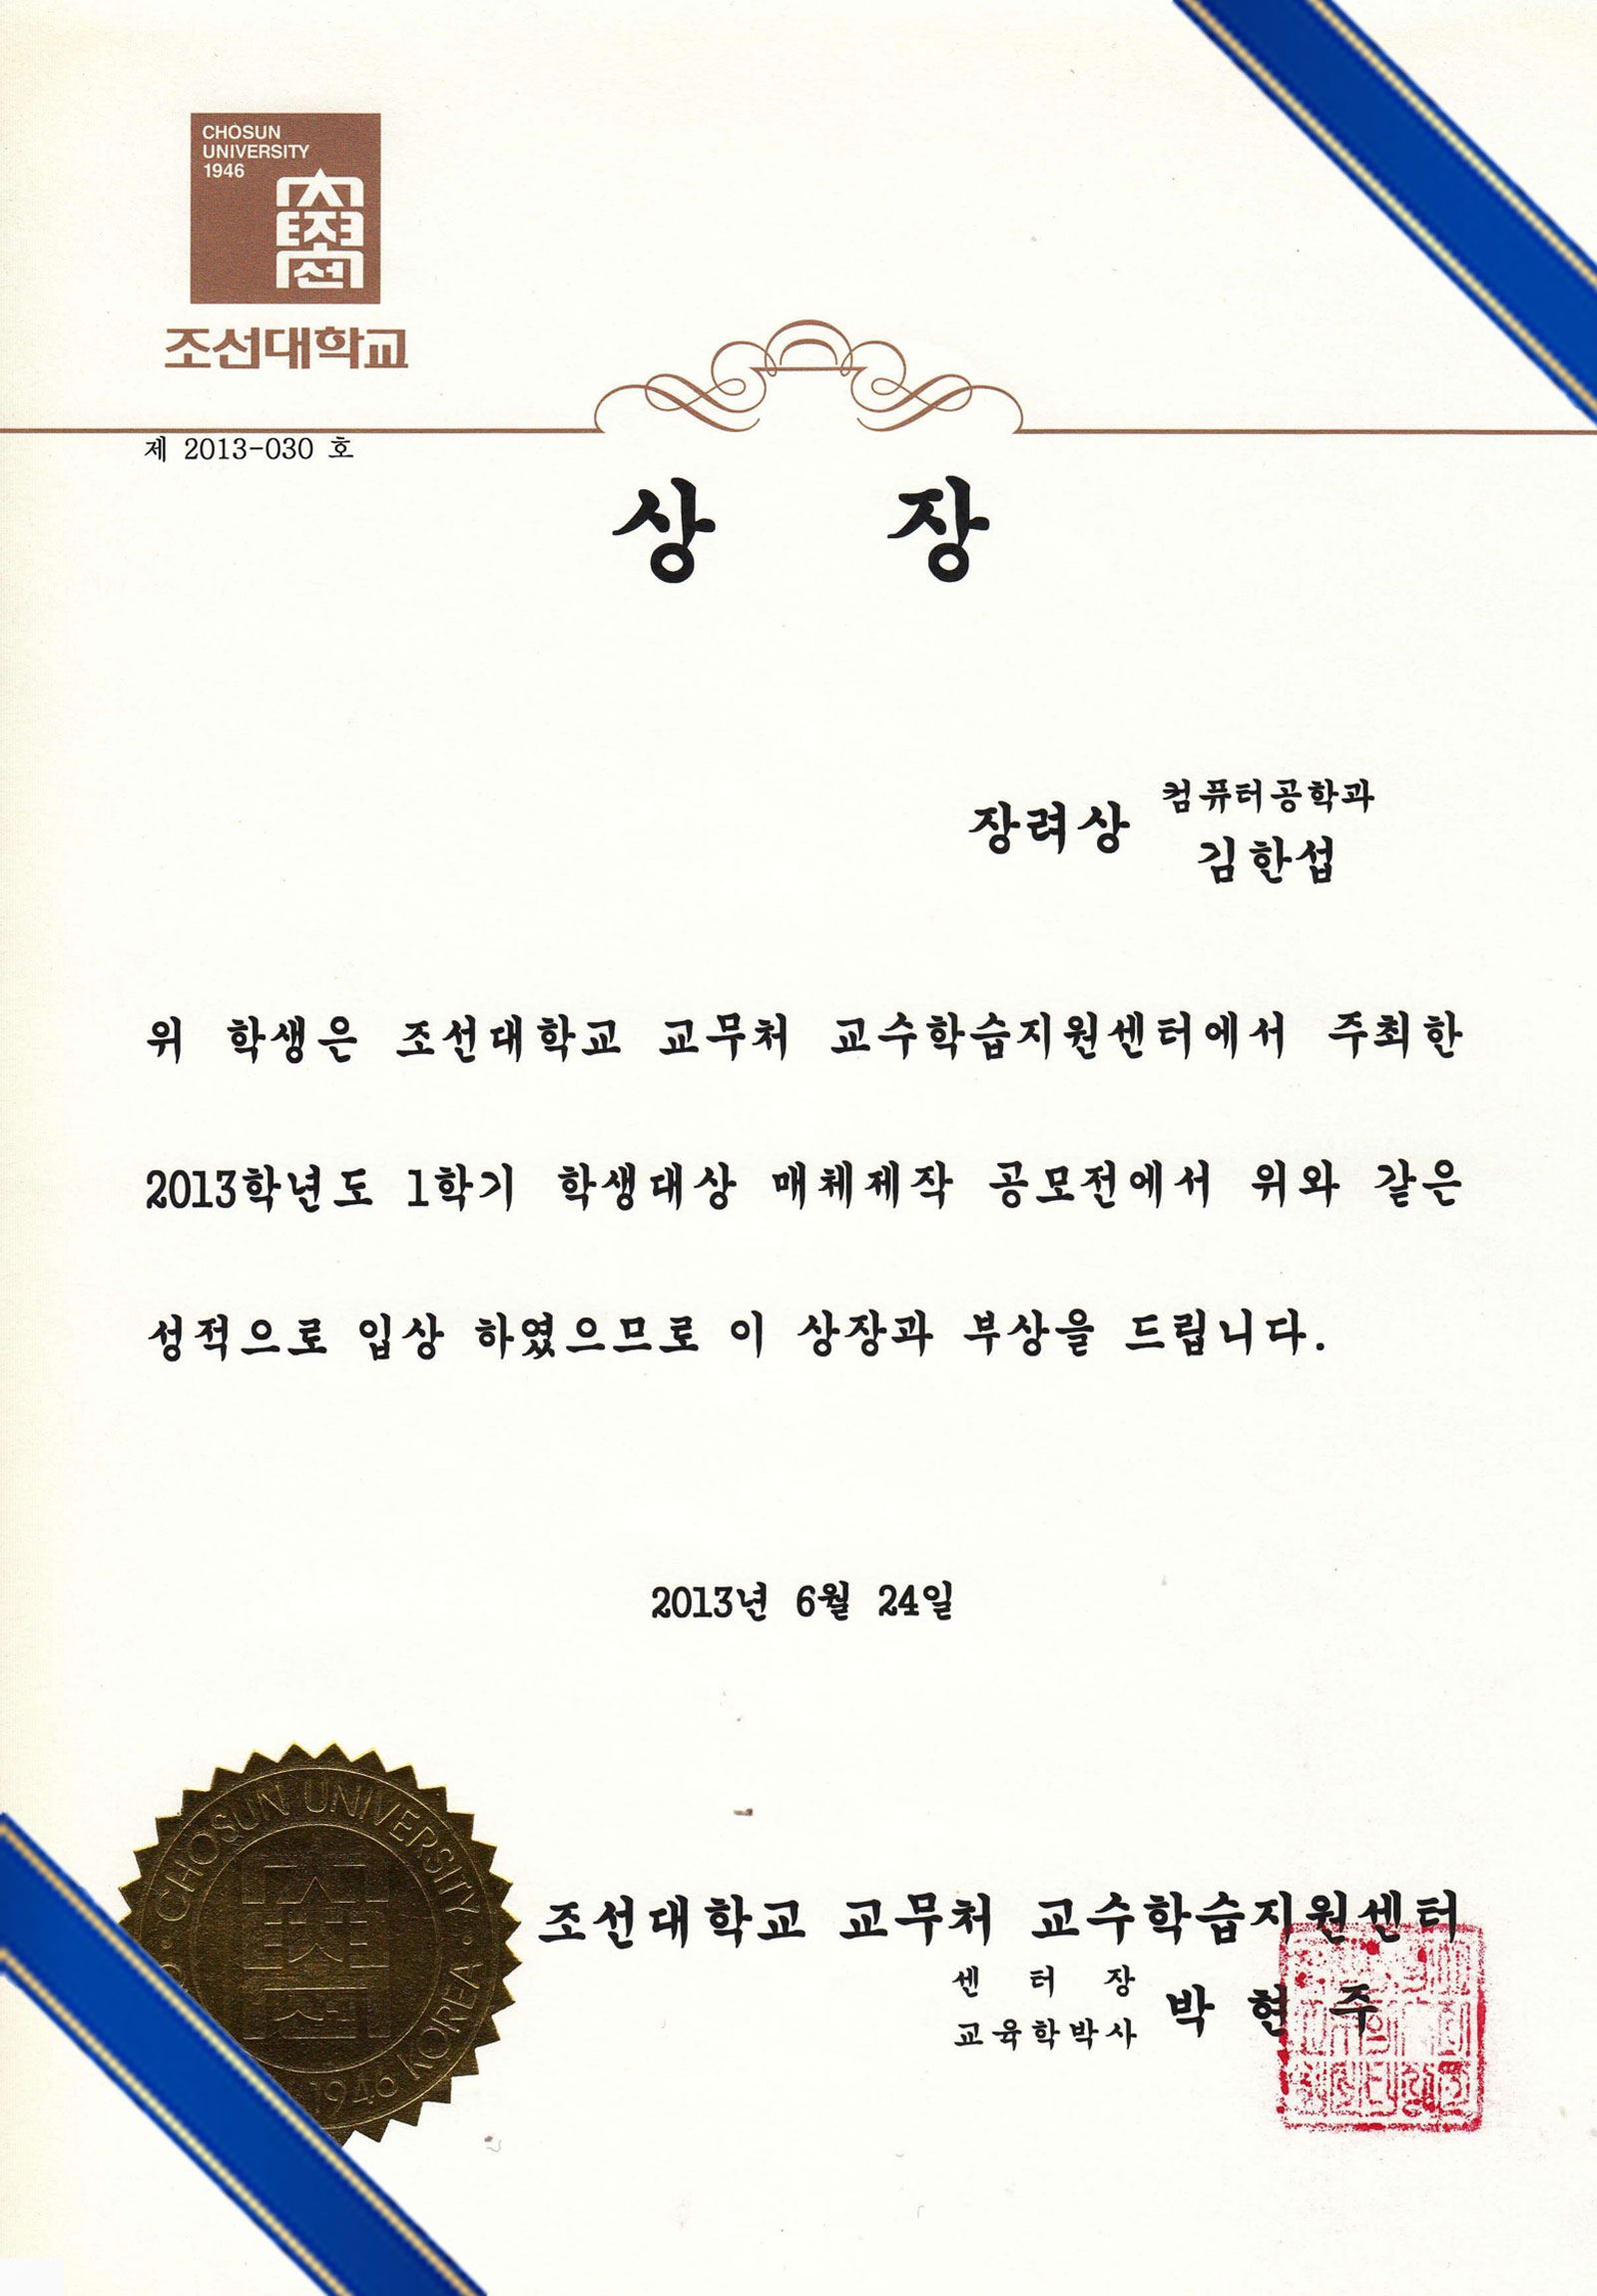 CHOSUN
UNIVERSITY
1946
조선
조선대학교
제 2013-030 호
상 장
장려상 컴퓨터공학과
김한섭
위 학생은 조선대학교 교무처 교수학습지원센터에서 주최한
2013학년도 1학기 학생대상 매체제작 공모전에서 위와 같은
성적으로 입상 하였으므로 이 상장과 부상을 드립니다.
2013년 6월 24일
CHOSUN UNIVERSITY
1946 KOREA
조선대학교 교무처 교수학습지원센터
센 터 장
교육학박사 박 현 주